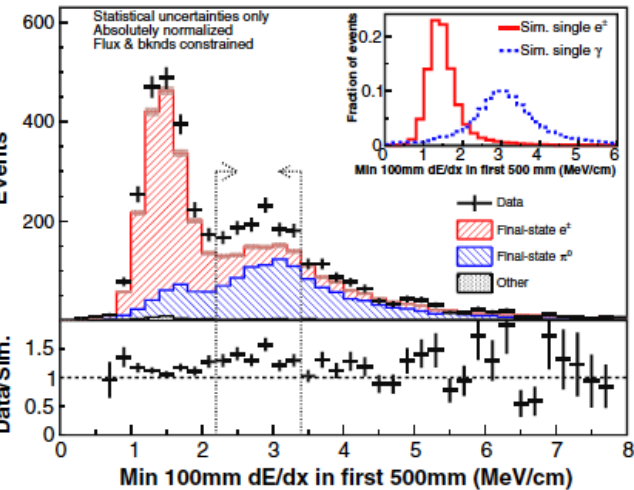 Statistical uncertainties only
Absolutely normalized
Flux & bknds constrained
600
400
200
Events
0.2
0.1
0
Fraction of events
Sim. single e±
Sim. single γ
0 1 2 3 4 5 6
Min 100mm dE/dx in first 500 mm (MeV/cm)
Data
Final-state e±
Final-state π⁰
Other
1.5
1
0.5
0
Data/Sim.
0 1 2 3 4 5 6 7 8
Min 100mm dE/dx in first 500mm (MeV/cm)